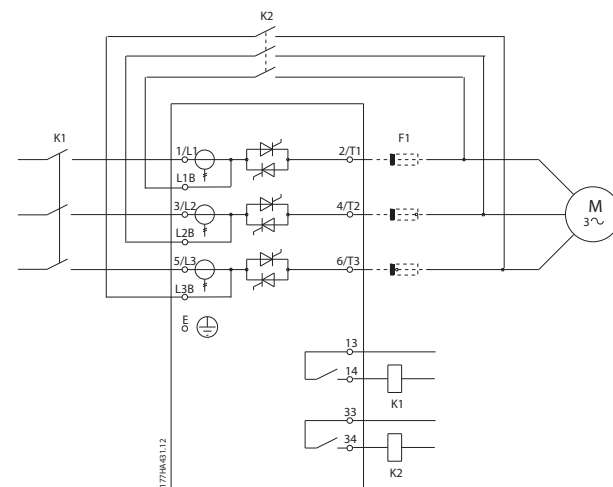 K2
K1
1/L1
2/T1
F1
L1B
3/L2
4/T2
M
3
L2B
5/L3
6/T3
L3B
E
13
14
K1
33
34
K2
177HA431.12